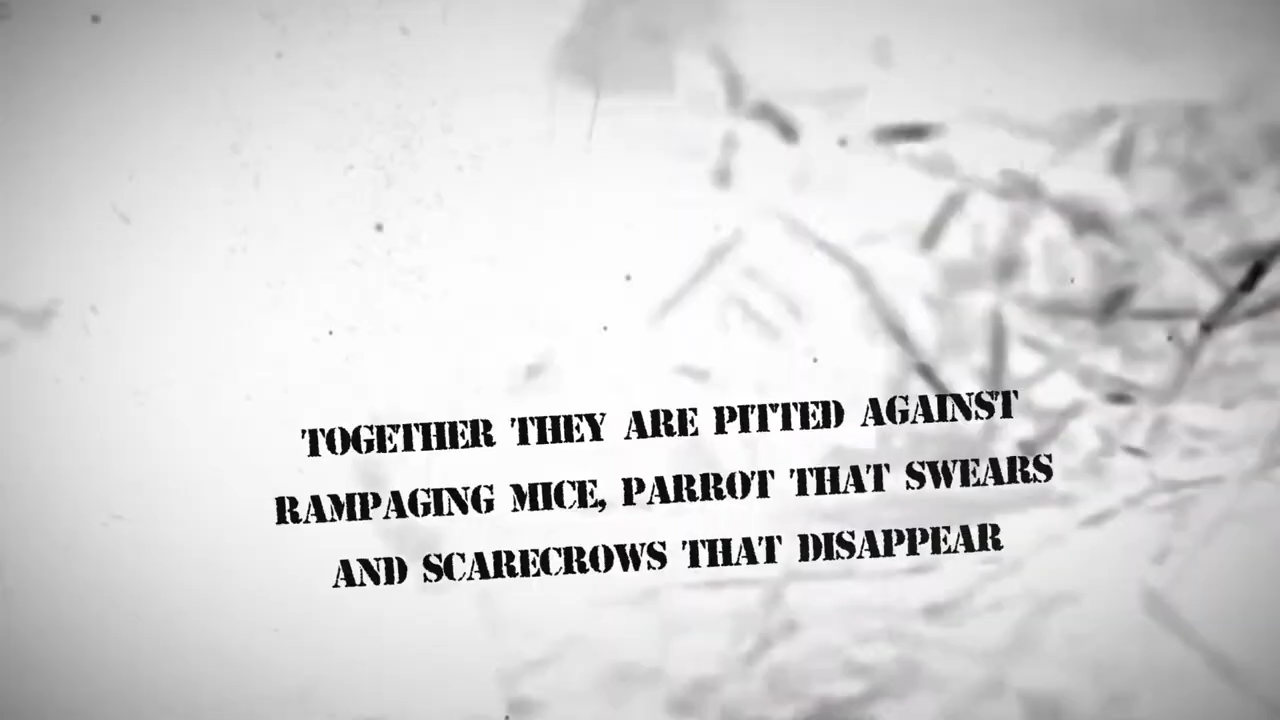 TOGETHER THEY ARE PITTED AGAINST
RAMPAGING MICE, PARROT THAT SWEARS
AND SCARECROWS THAT DISAPPEAR